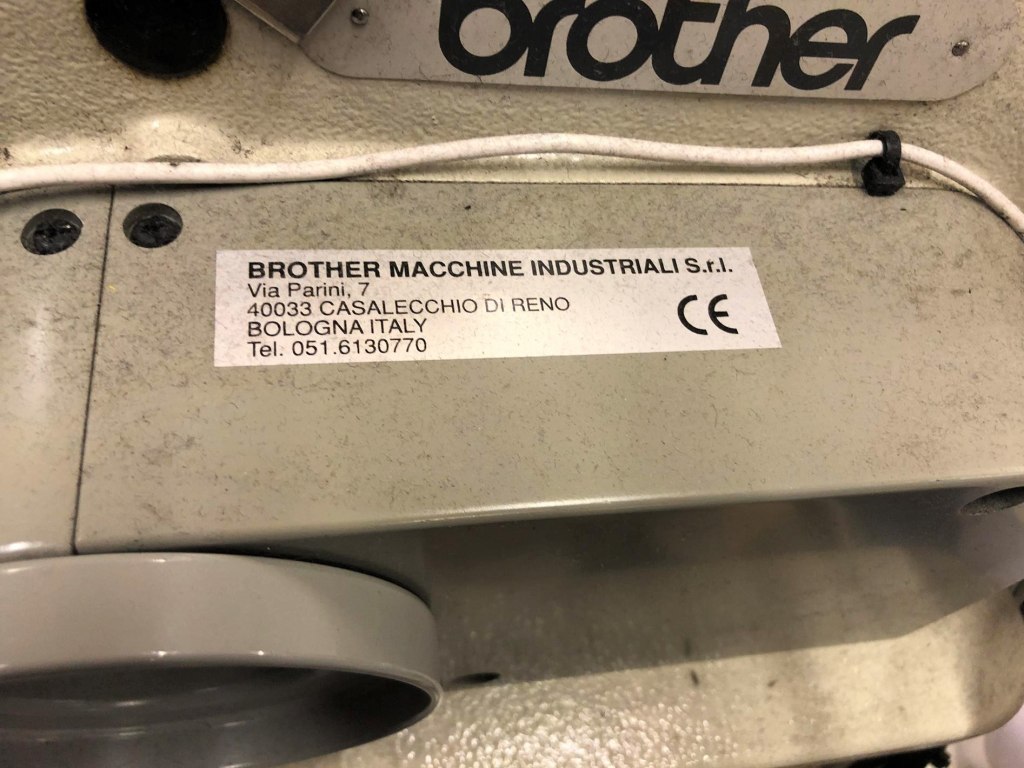 brother
BROTHER MACCHINE INDUSTRIALI S.r.l.
Via Parini, 7
40033 CASALECCHIO DI RENO
BOLOGNA ITALY
Tel. 051.6130770
CE